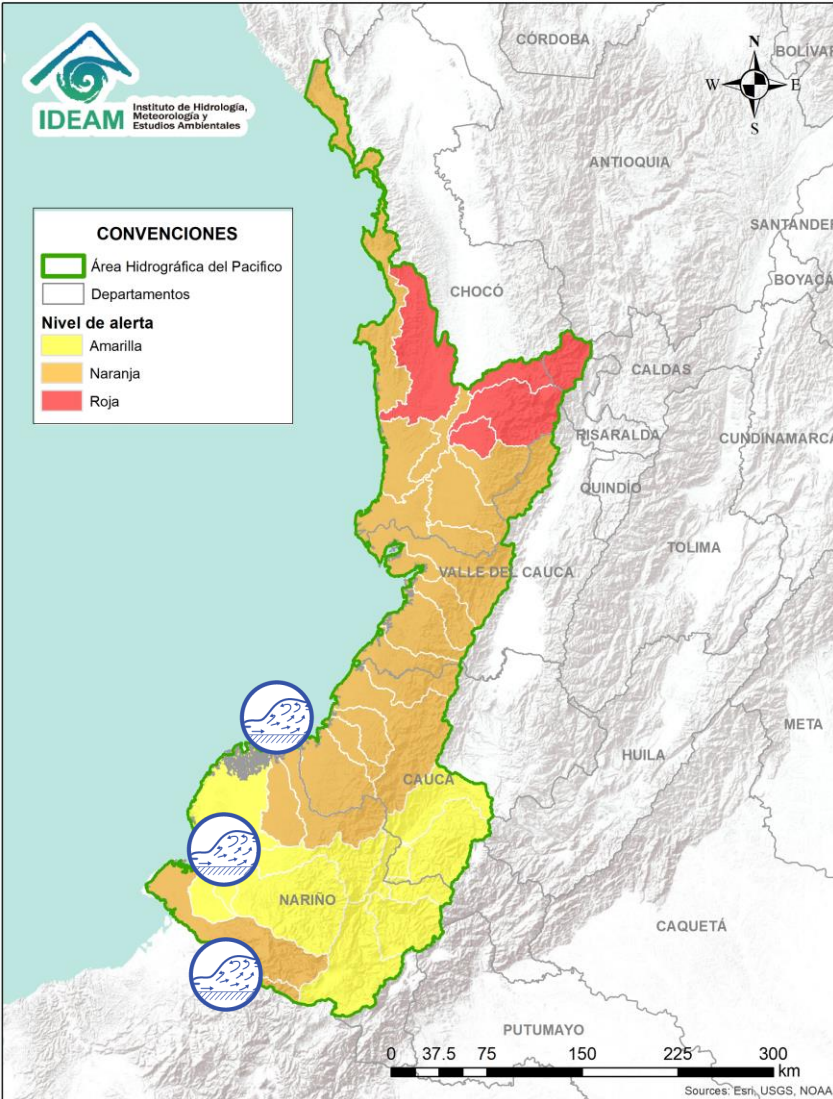 IDEAM
Instituto de Hidrología,
Meteorología y
Estudios Ambientales
N
W E
S
CÓRDOBA
BOLÍVAR
ANTIOQUIA
SANTANDER
BOYACÁ
CHOCÓ
CALDAS
RISARALDA
CUNDINAMARCA
QUINDÍO
TOLIMA
VALLE DEL CAUCA
META
HUILA
CAUCA
NARIÑO
CAQUETÁ
PUTUMAYO
CONVENCIONES
Área Hidrográfica del Pacifico
Departamentos
Nivel de alerta
Amarilla
Naranja
Roja
0 37.5 75 150 225 300
km
Sources: Esri, USGS, NOAA